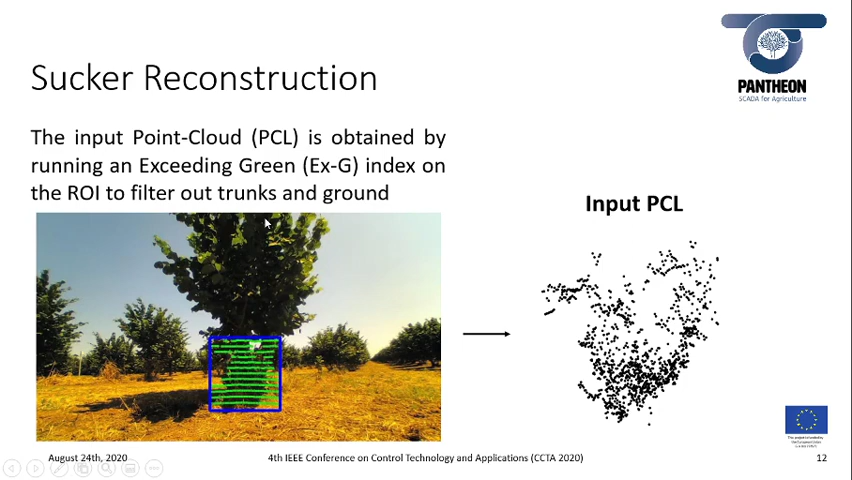 PANTHEON
SCADA for Agriculture
Sucker Reconstruction
The input Point-Cloud (PCL) is obtained by
running an Exceeding Green (Ex-G) index on
the ROI to filter out trunks and ground
Input PCL
August 24th, 2020
4th IEEE Conference on Control Technology and Applications (CCTA 2020)
12